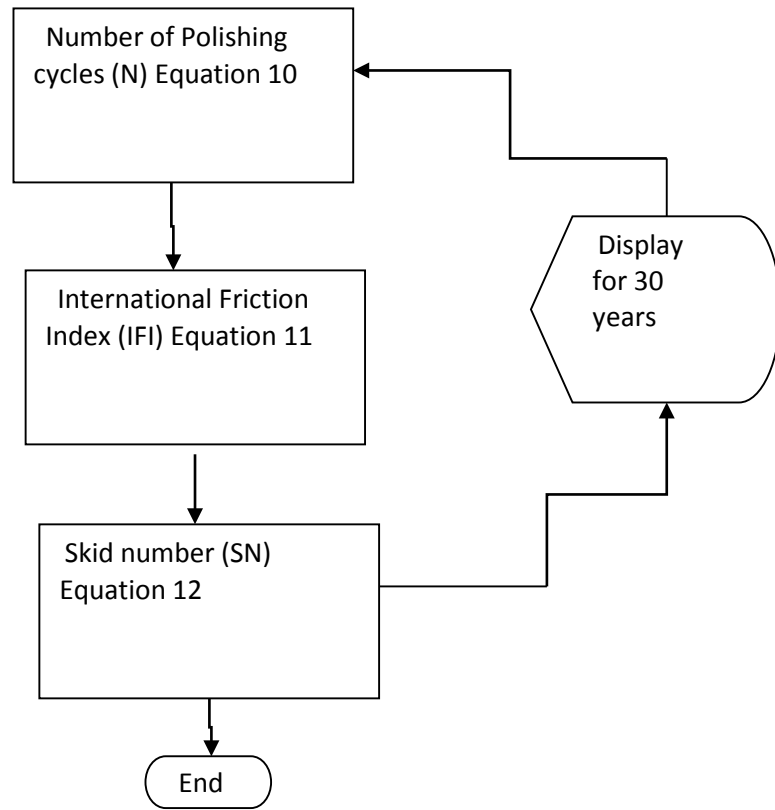 Number of Polishing
cycles (N) Equation 10
International Friction
Index (IFI) Equation 11
Skid number (SN)
Equation 12
End
Display
for 30
years